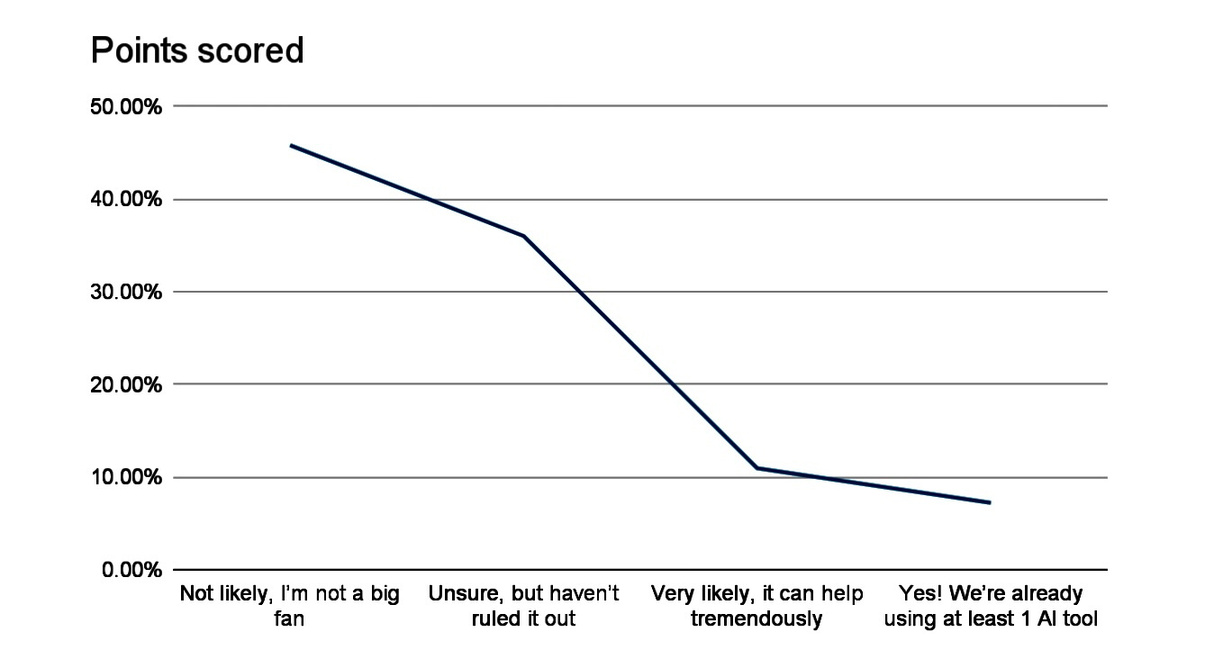 Points scored
50.00%
40.00%
30.00%
20.00%
10.00%
0.00%
Not likely, I'm not a big
fan
Unsure, but haven't
ruled it out
Very likely, it can help
tremendously
Yes! We’re already
using at least 1 AI tool